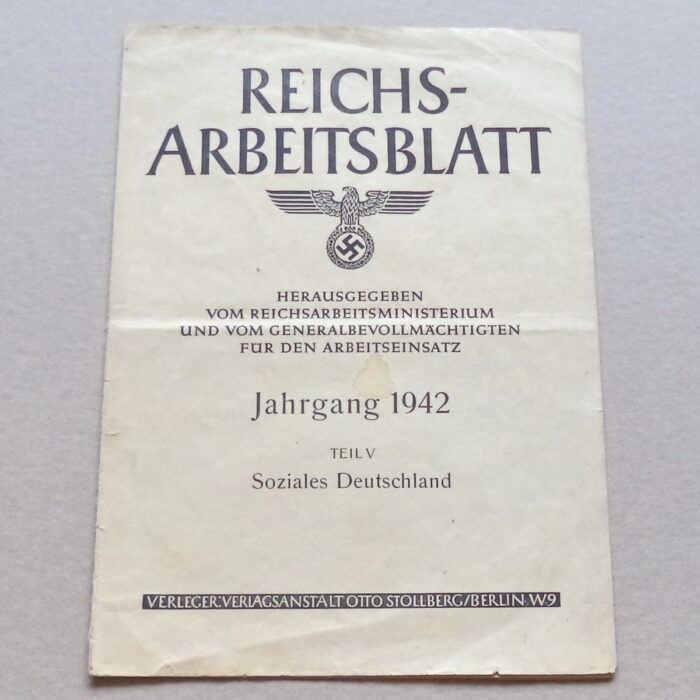 REICHS-
ARBEITSBLATT
HERAUSGEGEBEN
VOM REICHSARBEITSMINISTERIUM
UND VOM GENERALBEVOLLMÄCHTIGTEN
FÜR DEN ARBEITSEINSATZ
Jahrgang 1942
TEIL V
Soziales Deutschland
VERLEGER: VERLAGSANSTALT OTTO STOLLBERG/BERLIN W9